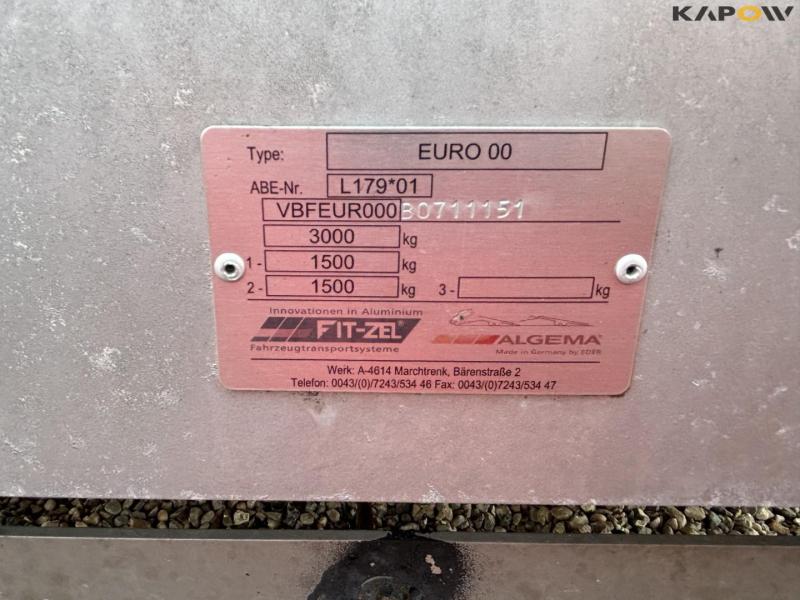 KAPOW
Type: EURO 00
ABE-Nr. L179*01
VBFEUR000B0711151
3000 kg
1- 1500 kg
2- 1500 kg 3- kg
Innovationen in Aluminium
FIT-ZEL®
Fahrzeugtransportsysteme
ALGEMA
Made in Germany by EDER
Werk: A-4614 Marchtrenk, Bärenstraße 2
Telefon: 0043/(0)/7243/534 46 Fax: 0043/(0)/7243/534 47